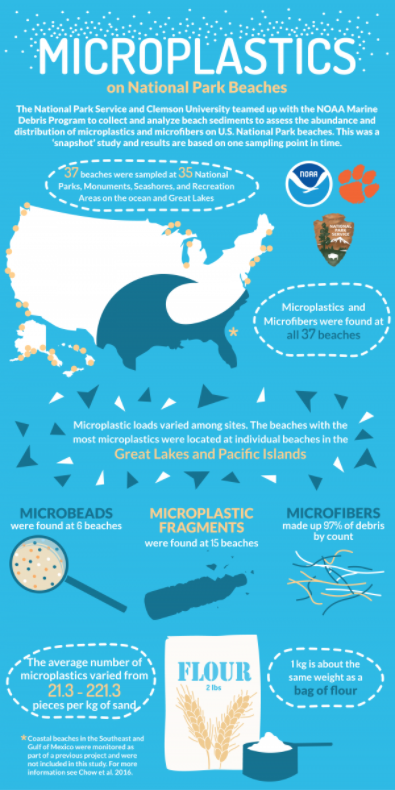 MICROPLASTICS
on National Park Beaches
The National Park Service and Clemson University teamed up with the NOAA Marine
Debris Program to collect and analyze beach sediments to assess the abundance and
distribution of microplastics and microfibers on U.S. National Park beaches. This was a
'snapshot' study and results are based on one sampling point in time.
37 beaches were sampled at 35 National
Parks, Monuments, Seashores, and Recreation
Areas on the ocean and Great Lakes
NOAA
NATIONAL
PARK
SERVICE
Microplastics and
Microfibers were found at
all 37 beaches
*
Microplastic loads varied among sites. The beaches with the
most microplastics were located at individual beaches in the
Great Lakes and Pacific Islands
MICROBEADS
were found at 6 beaches
MICROPLASTIC
FRAGMENTS
were found at 15 beaches
MICROFIBERS
made up 97% of debris
by count
The average number of
microplastics varied from
21.3 - 221.3
pieces per kg of sand
FLOUR
2 lbs
1 kg is about the
same weight as a
bag of flour
*Coastal beaches in the Southeast and
Gulf of Mexico were monitored as
part of a previous project and were
not included in this study. For more
information see Chow et al. 2016.